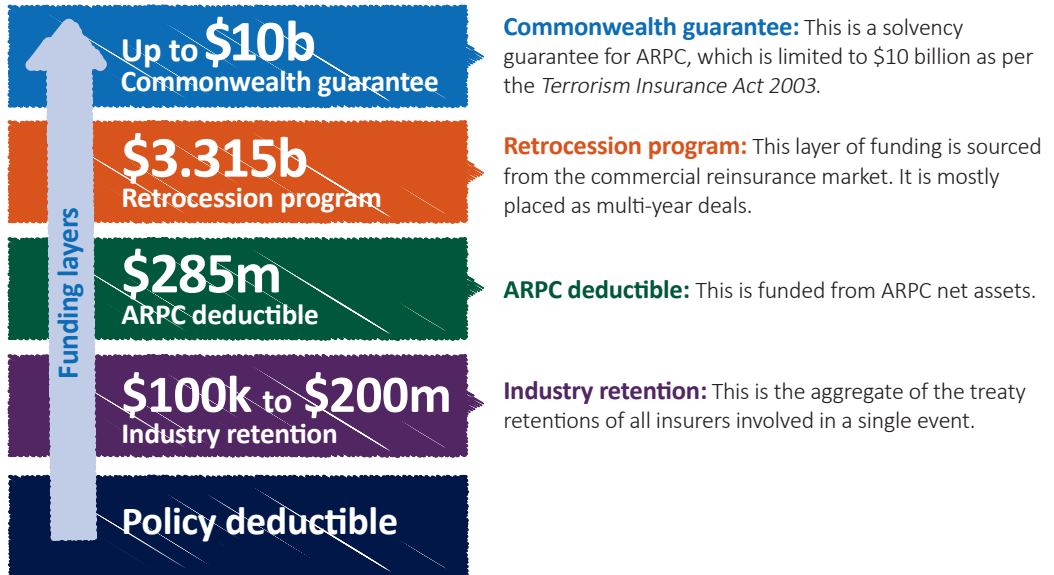 Up to $10b
Commonwealth guarantee
Commonwealth guarantee: This is a solvency
guarantee for ARPC, which is limited to $10 billion as per
the Terrorism Insurance Act 2003.
$3.315b
Retrocession program
Retrocession program: This layer of funding is sourced
from the commercial reinsurance market. It is mostly
placed as multi-year deals.
$285m
ARPC deductible
ARPC deductible: This is funded from ARPC net assets.
$100k to $200m
Industry retention
Industry retention: This is the aggregate of the treaty
retentions of all insurers involved in a single event.
Policy deductible
Funding layers